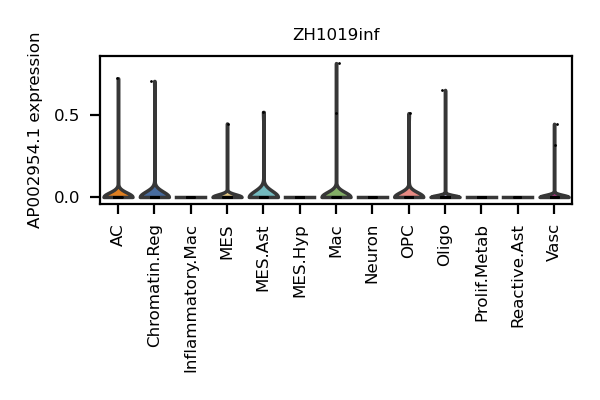 ZH1019inf
AP002954.1 expression
0.5
0.0
AC
Chromatin.Reg
Inflammatory.Mac
MES
MES.Ast
MES.Hyp
Mac
Neuron
OPC
Oligo
Prolif.Metab
Reactive.Ast
Vasc